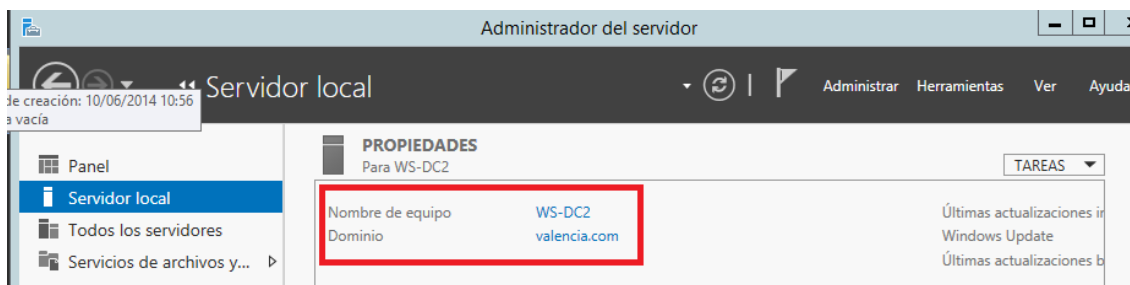 Administrador del servidor
Servidor local
Administrar Herramientas Ver Ayuda
de creación: 10/06/2014 10:56
a vacía
Panel
Servidor local
Todos los servidores
Servicios de archivos y...
PROPIEDADES
Para WS-DC2
TAREAS
Nombre de equipo WS-DC2
Dominio valencia.com
Últimas actualizaciones in
Windows Update
Últimas actualizaciones b